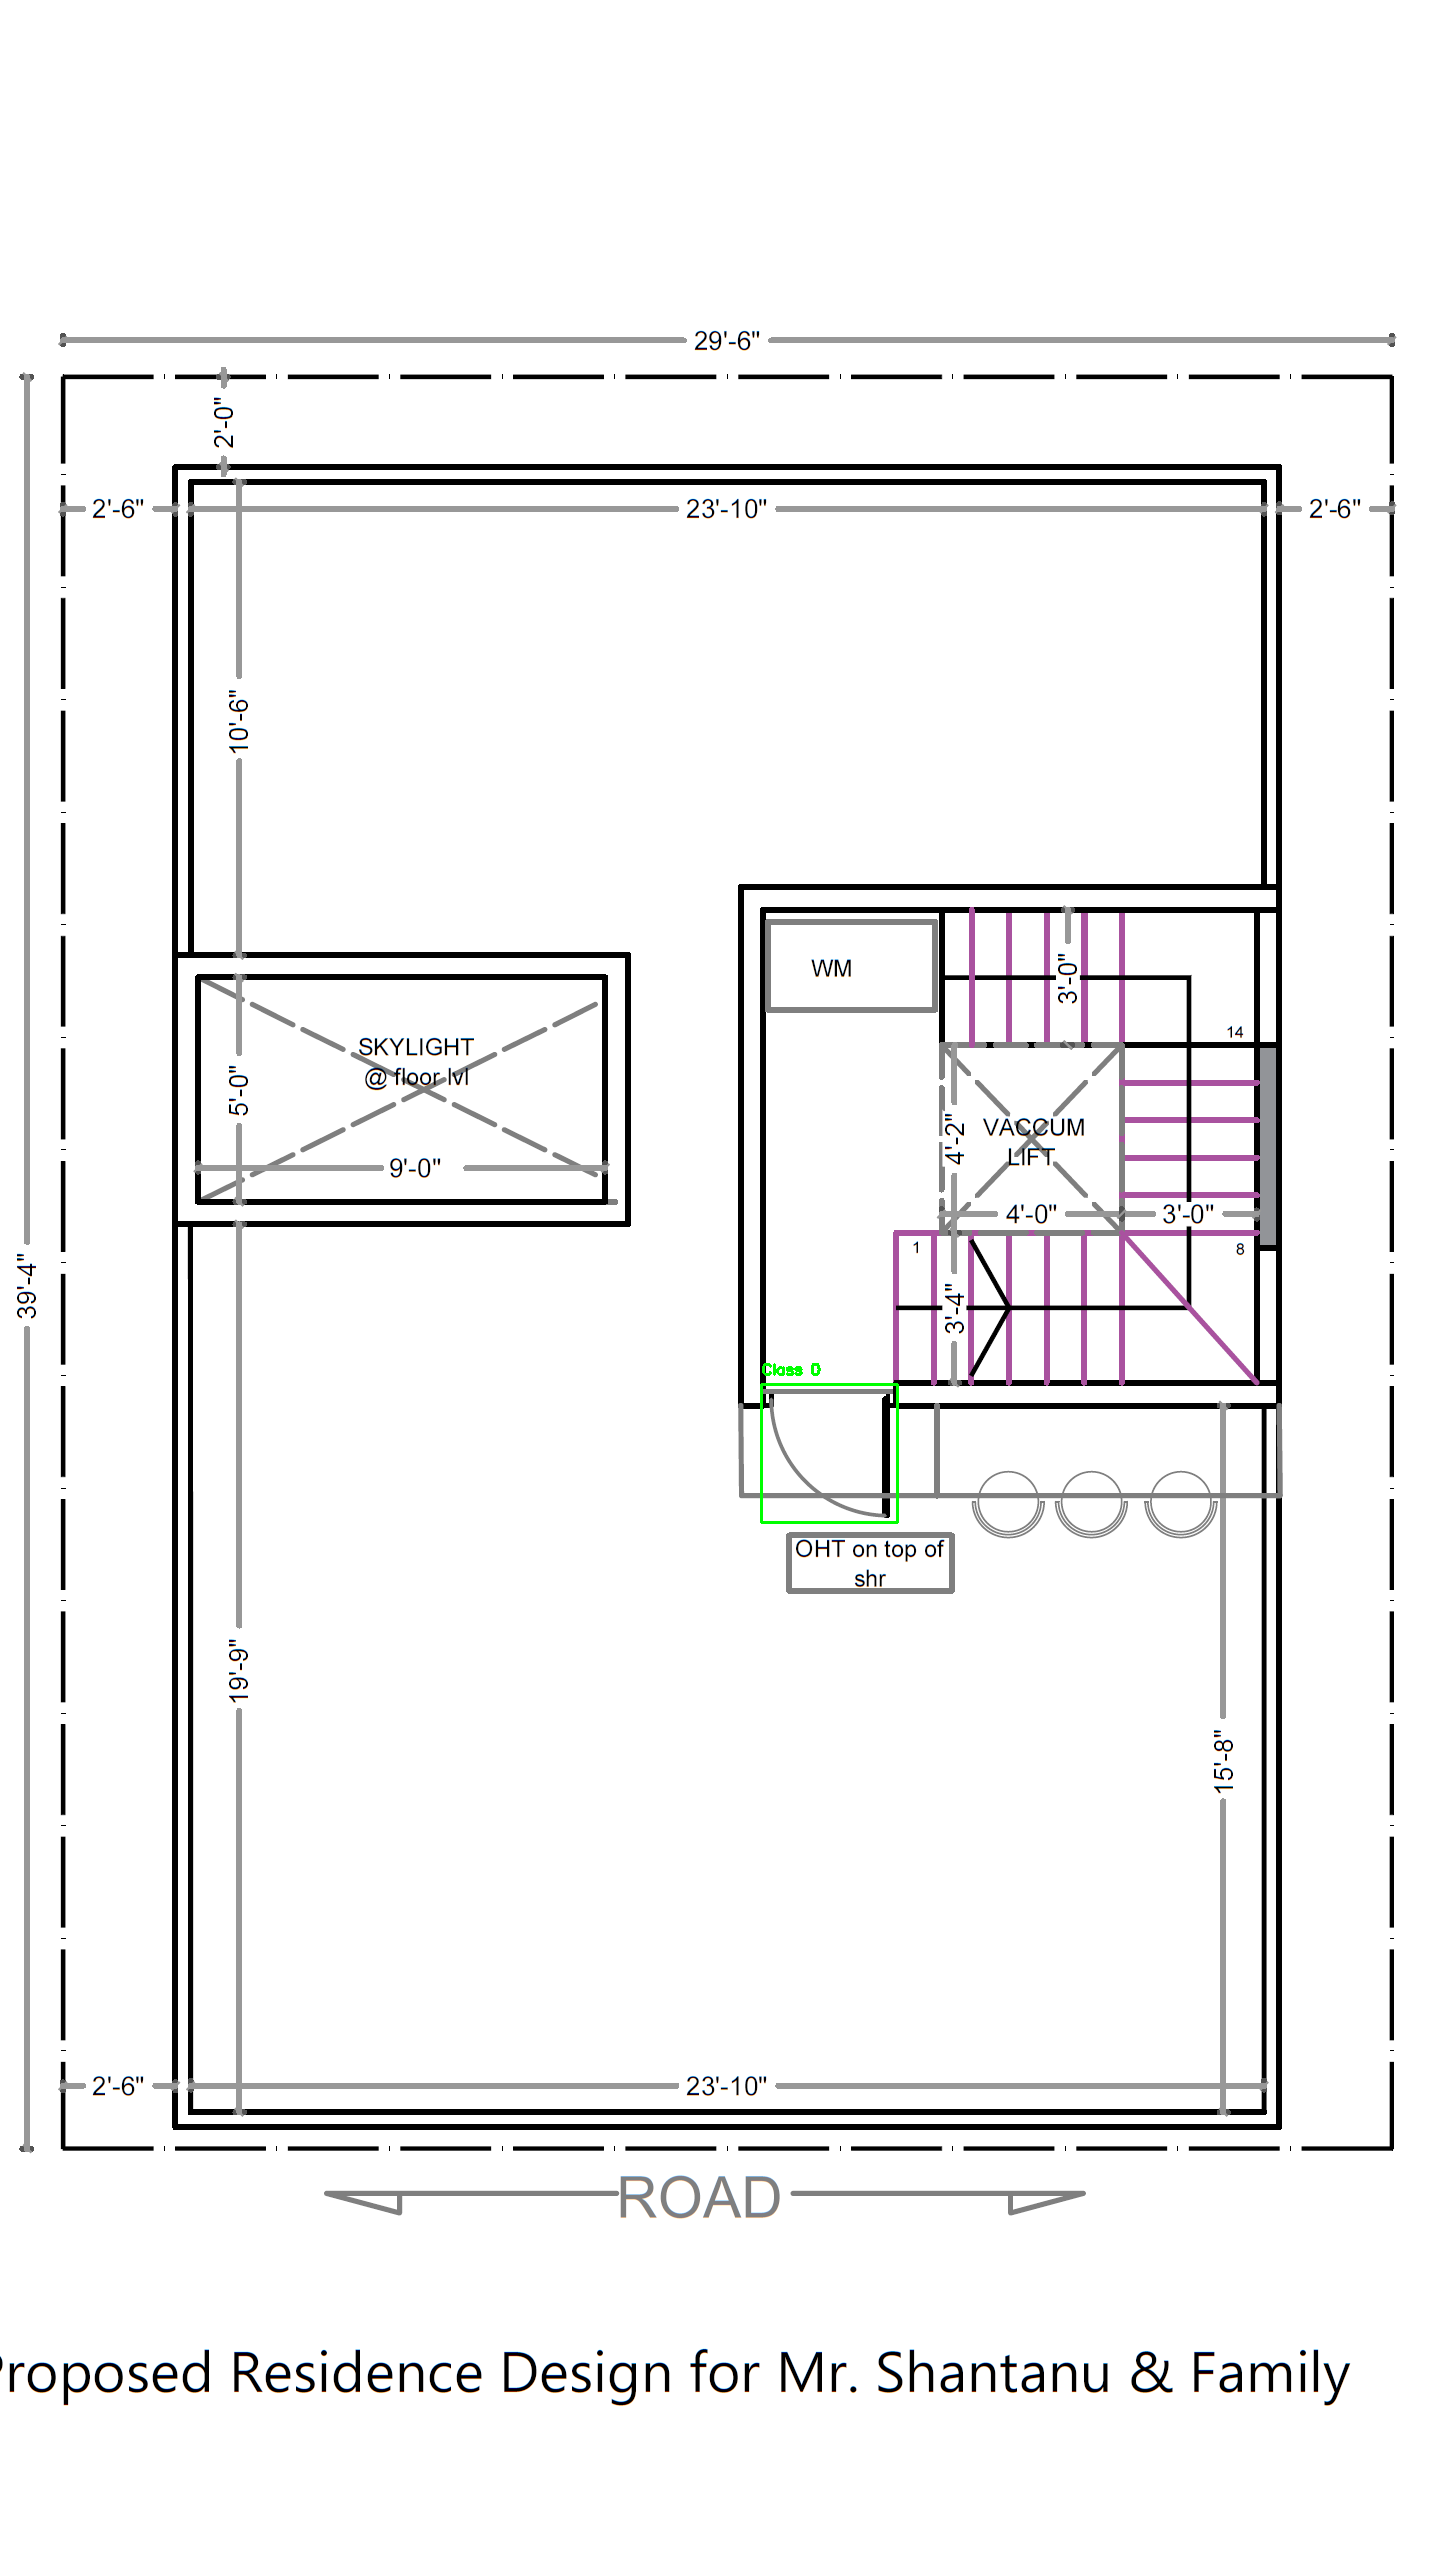 29'-6"
2'-0"
2'-6"
23'-10"
2'-6"
10'-6"
WM
3'-0"
14
SKYLIGHT
@ floor lvl
5'-0"
9'-0"
VACCUM
LIFT
4'-2"
4'-0"
3'-0"
1
8
39'-4"
3'-4"
Class 0
OHT on top of
shr
19'-9"
15'-8"
2'-6"
23'-10"
ROAD
Proposed Residence Design for Mr. Shantanu & Family